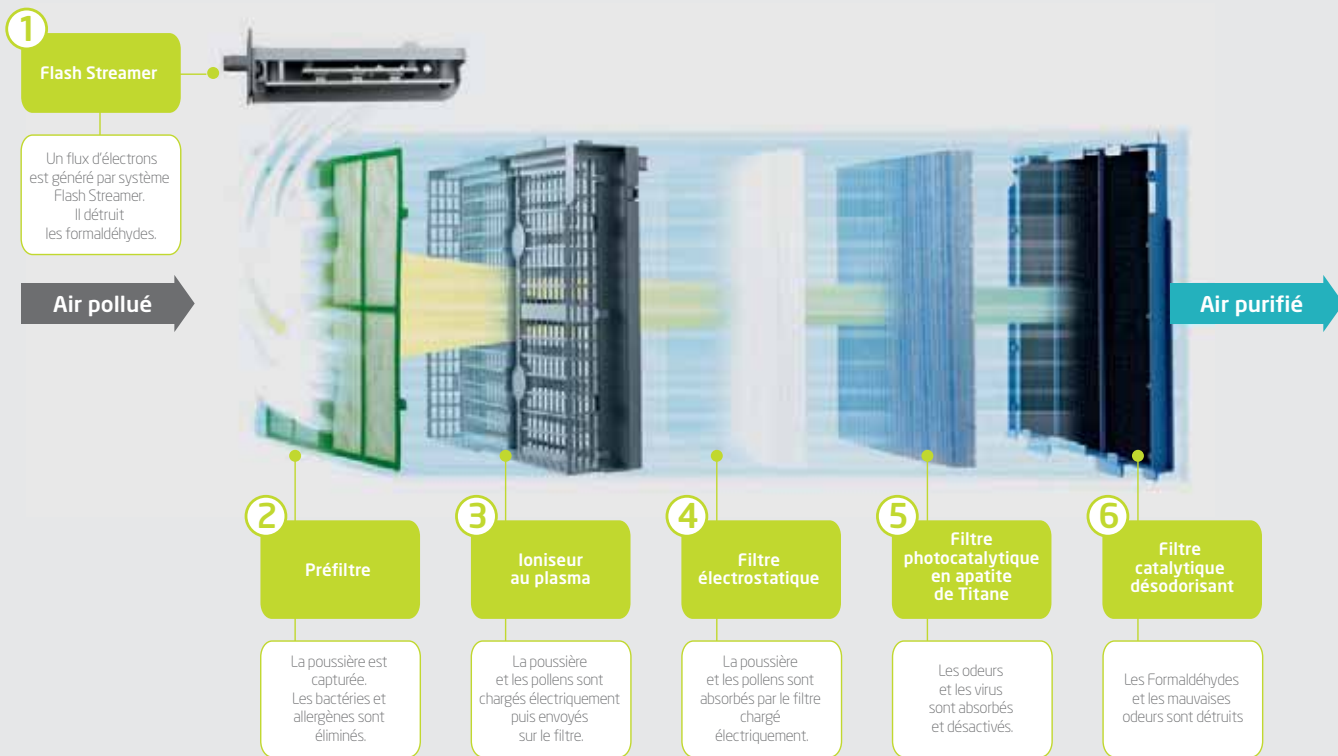 1
Flash Streamer
Un flux d'électrons
est généré par système
Flash Streamer.
Il détruit
les formaldéhydes.
Air pollué
Air purifié
2
Préfiltre
La poussière est
capturée.
Les bactéries et
allergènes sont
éliminés.
3
Ioniseur
au plasma
La poussière
et les pollens sont
chargés électriquement
puis envoyés
sur le filtre.
4
Filtre
électrostatique
La poussière
et les pollens sont
absorbés par le filtre
chargé
électriquement.
5
Filtre
photocatalytique
en apatite
de Titane
Les odeurs
et les virus
sont absorbés
et désactivés.
6
Filtre
catalytique
désodorisant
Les Formaldéhydes
et les mauvaises
odeurs sont détruits